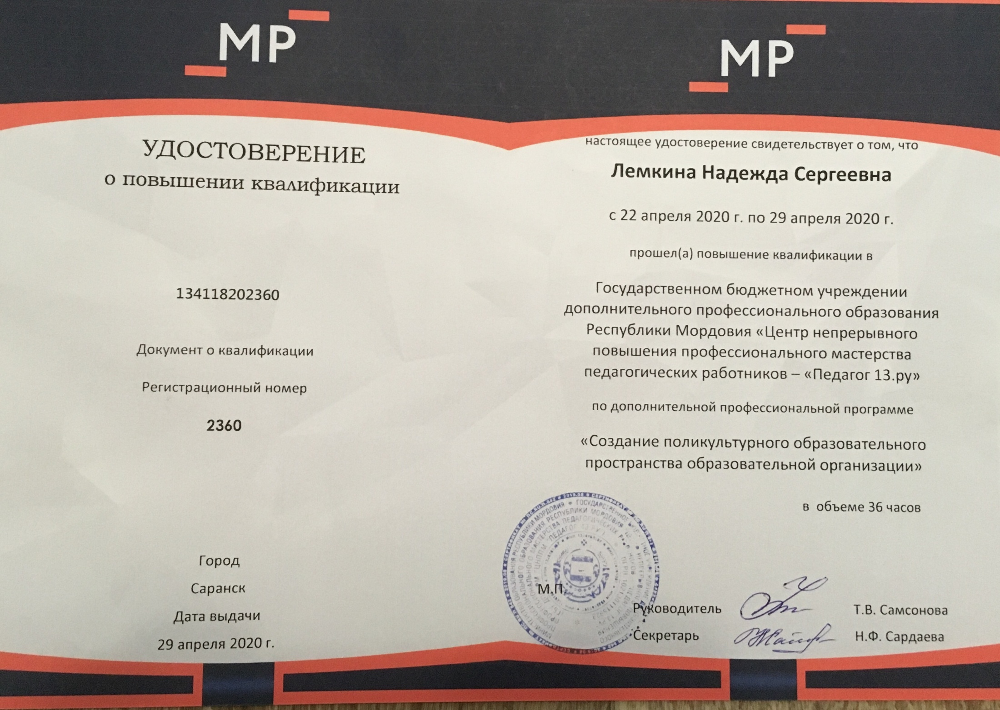 МР
УДОСТОВЕРЕНИЕ
о повышении квалификации
134118202360
Документ о квалификации
Регистрационный номер
2360
Город
Саранск
Дата выдачи
29 апреля 2020 г.
МР
настоящее удостоверение свидетельствует о том, что
Лемкина Надежда Сергеевна
с 22 апреля 2020 г. по 29 апреля 2020 г.
прошел(а) повышение квалификации в
Государственном бюджетном учреждении
дополнительного профессионального образования
Республики Мордовия «Центр непрерывного
повышения профессионального мастерства
педагогических работников – «Педагог 13.ру»
по дополнительной профессиональной программе
«Создание поликультурного образовательного
пространства образовательной организации»
в объеме 36 часов
М.П.
Руководитель Т.В. Самсонова
Секретарь Н.Ф. Сардаева